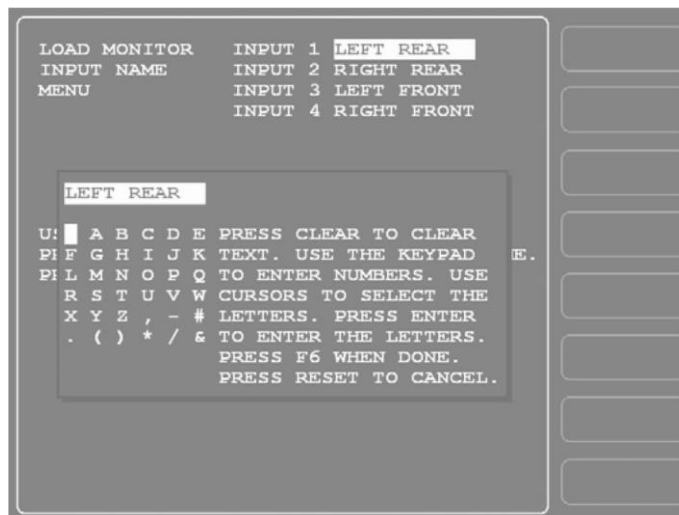 LOAD MONITOR INPUT 1 LEFT REAR
INPUT NAME INPUT 2 RIGHT REAR
MENU INPUT 3 LEFT FRONT
INPUT 4 RIGHT FRONT
LEFT REAR
A B C D E PRESS CLEAR TO CLEAR
F G H I J K TEXT. USE THE KEYPAD
L M N O P Q TO ENTER NUMBERS. USE
R S T U V W CURSORS TO SELECT THE
X Y Z , - # LETTERS. PRESS ENTER
. ( ) * / & TO ENTER THE LETTERS.
PRESS F6 WHEN DONE.
PRESS RESET TO CANCEL.